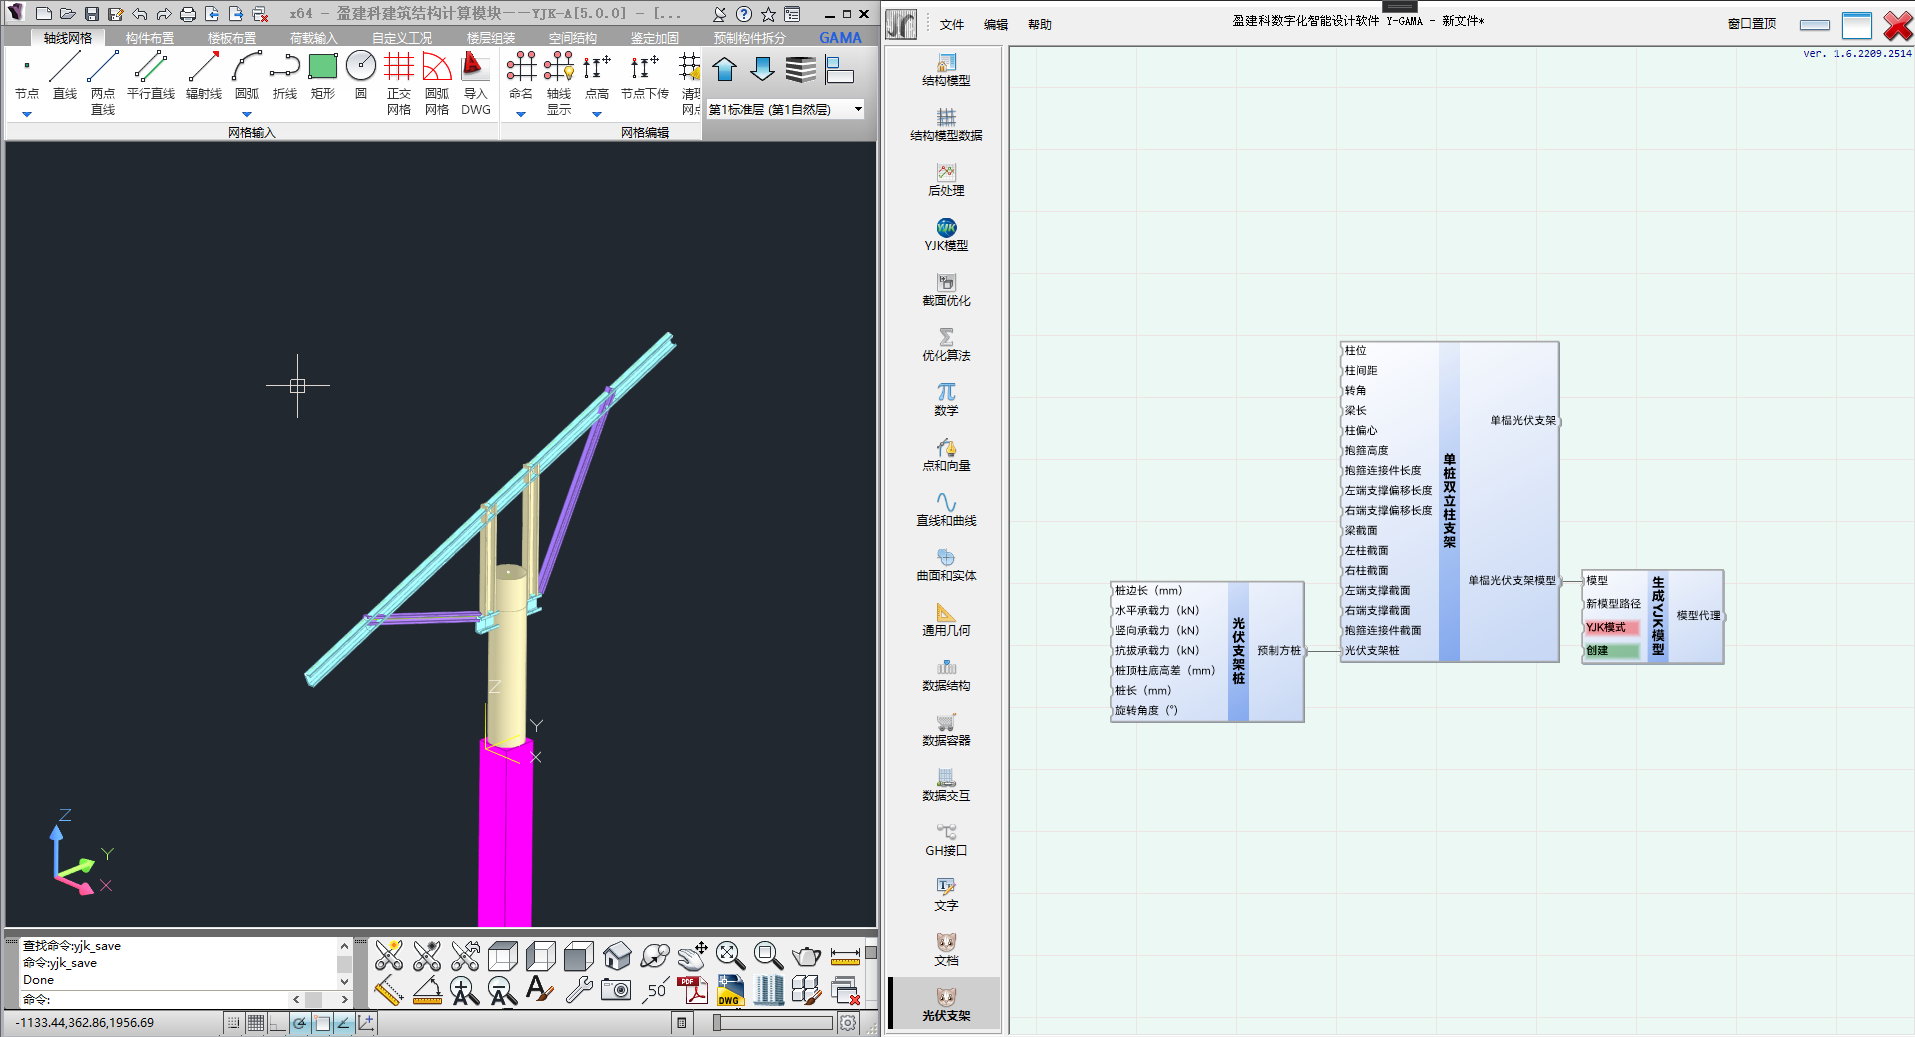 x64 - 盈建科建筑结构计算模块——YJK-A[5.0.0] - [...
轴线网格 构件布置 楼板布置 荷载输入 自定义工况 楼层组装 空间结构 鉴定加固 预制构件拆分 GAMA
节点 直线 两点直线 平行直线 辐射线 圆弧 折线 矩形 圆 正交网格 圆弧网格 导入DWG 命名 轴线显示 点高 节点下传 清理网点
第1标准层 (第1自然层)
网格输入 网格编辑
Z
Y
X
Z
Y
X
查找命令:yjk_save
命令:yjk_save
Done
命令:
50
PDF
DWG
-1133.44,362.86,1956.69
文件 编辑 帮助
盈建科数字化智能设计软件 Y-GAMA - 新文件*
窗口置顶
ver. 1.6.2209.2514
结构模型
结构模型数据
后处理
YJK
YJK模型
截面优化
优化算法
数学
点和向量
直线和曲线
曲面和实体
通用几何
数据结构
数据容器
数据交互
GH接口
文字
文档
光伏支架
桩边长（mm）
水平承载力（kN）
竖向承载力（kN）
抗拔承载力（kN）
桩顶柱底高差（mm）
桩长（mm）
旋转角度（°）
光伏支架桩
预制方桩
柱位
柱间距
转角
梁长
柱偏心
抱箍高度
抱箍连接件长度
左端支撑偏移长度
右端支撑偏移长度
梁截面
左柱截面
右柱截面
左端支撑截面
右端支撑截面
抱箍连接件截面
光伏支架桩
单桩双立柱支架
单榀光伏支架
单榀光伏支架模型
模型
新模型路径
YJK模式
创建
生成YJK模型
模型代理